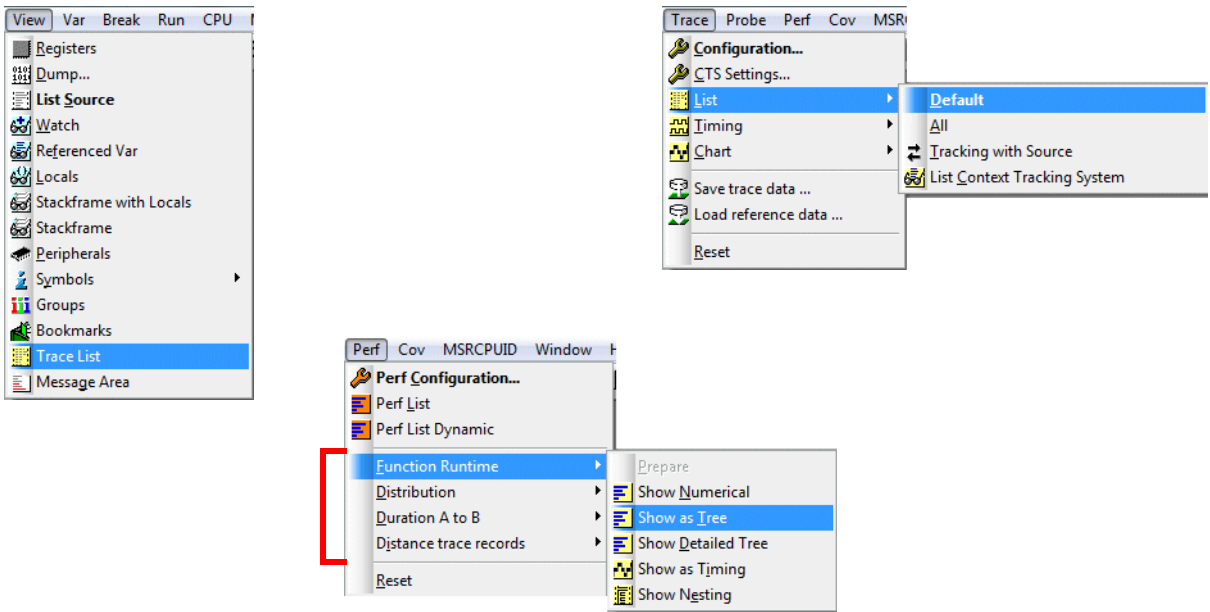 View Var Break Run CPU
Registers
Dump...
List Source
Watch
Referenced Var
Locals
Stackframe with Locals
Stackframe
Peripherals
Symbols
Groups
Bookmarks
Trace List
Message Area
Trace Probe Perf Cov
Configuration...
CTS Settings...
List
Timing
Chart
Save trace data ...
Load reference data ...
Reset
Default
All
Tracking with Source
List Context Tracking System
Perf Cov MSRCPUID Window
Perf Configuration...
Perf List
Perf List Dynamic
Function Runtime
Distribution
Duration A to B
Distance trace records
Reset
Prepare
Show Numerical
Show as Tree
Show Detailed Tree
Show as Timing
Show Nesting